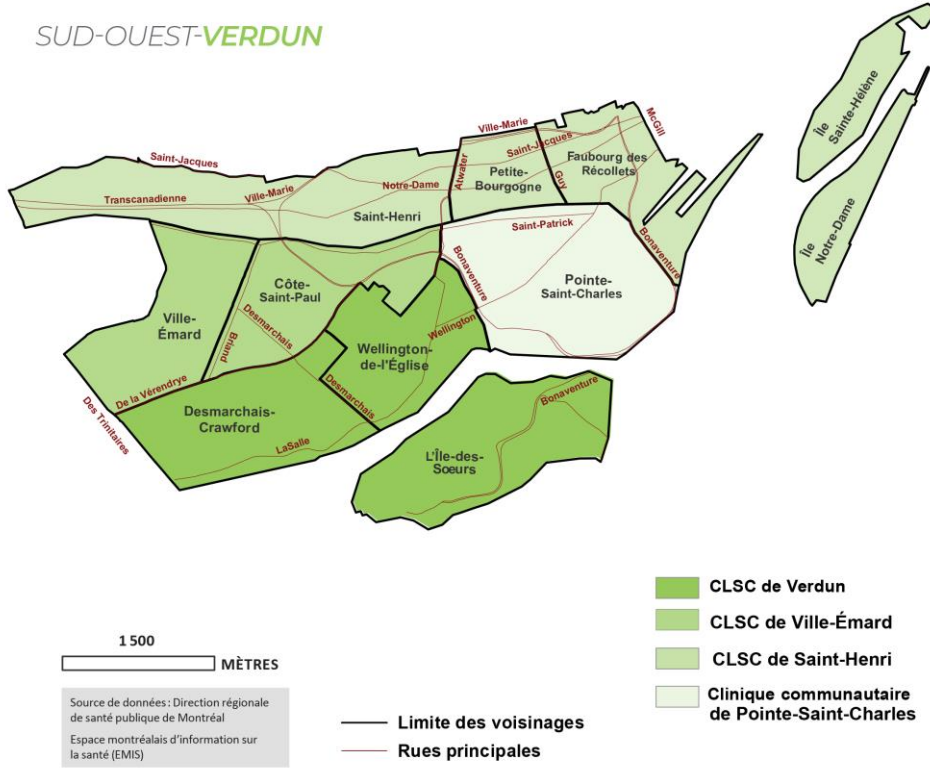 SUD-OUEST-VERDUN
Île
Sainte-Hélène
Île
Notre-Dame
McGill
Ville-Marie
Saint-Jacques
Saint-Jacques
Faubourg des
Récollets
Atwater
Petite-
Bourgogne
Guy
Transcanadienne
Ville-Marie
Notre-Dame
Saint-Henri
Saint-Patrick
Bonaventure
Bonaventure
Pointe-
Saint-Charles
Côte-
Saint-Paul
Ville-
Émard
Briand
Desmarchais
Wellington
Wellington-
de-l'Église
Desmarchais
De la Vérendrye
Des Trinitaires
Desmarchais-
Crawford
LaSalle
Bonaventure
L'Île-des-
Sœurs
CLSC de Verdun
CLSC de Ville-Émard
CLSC de Saint-Henri
Clinique communautaire
de Pointe-Saint-Charles
1 500
MÈTRES
Source de données : Direction régionale
de santé publique de Montréal
Espace montréalais d'information sur
la santé (EMIS)
Limite des voisinages
Rues principales